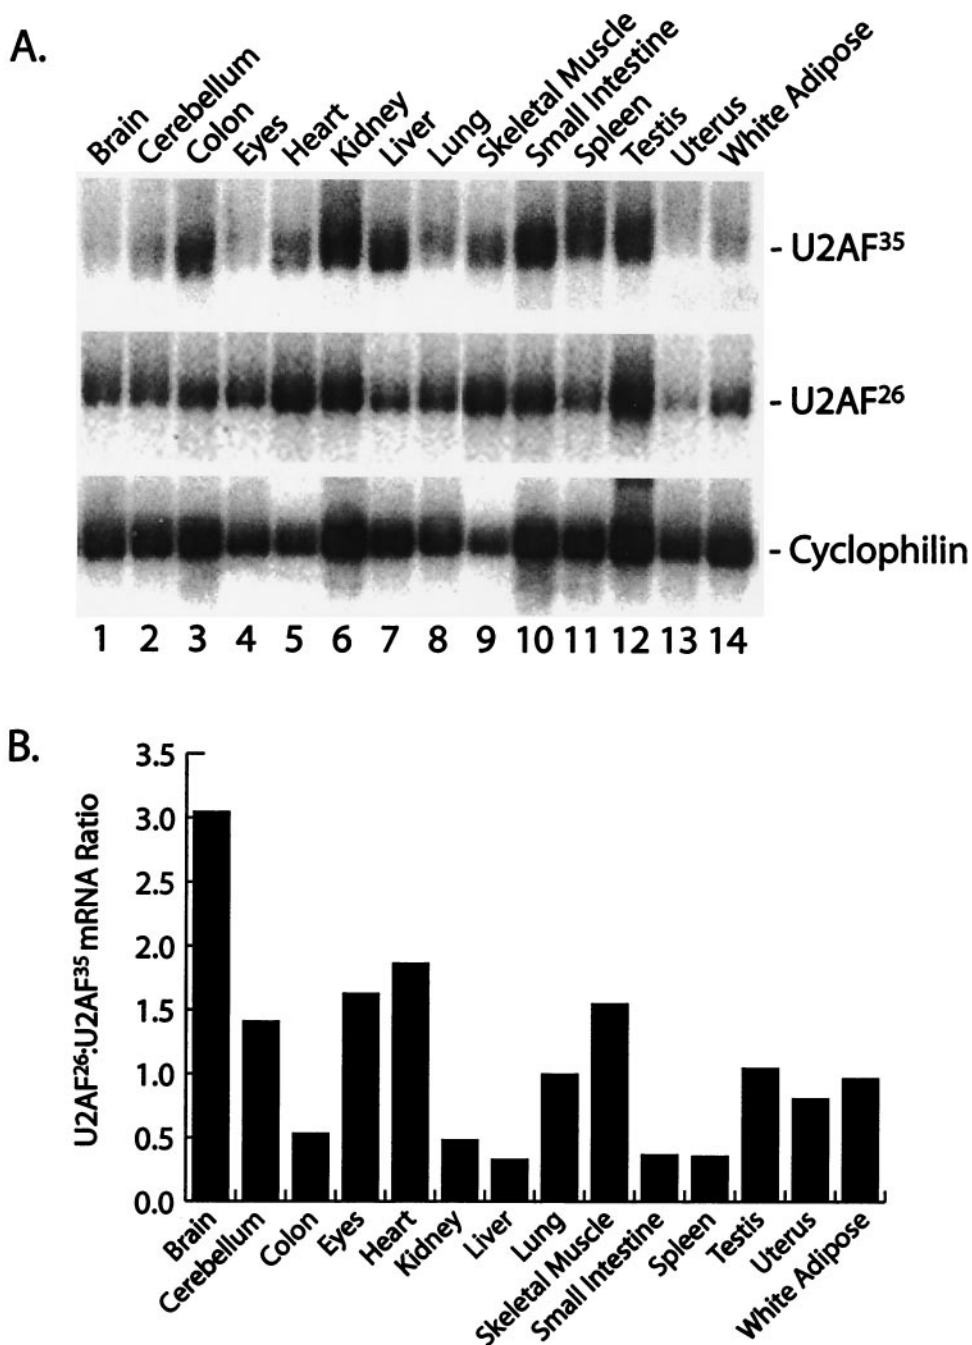 A.
Brain
Cerebellum
Colon
Eyes
Heart
Kidney
Liver
Lung
Skeletal Muscle
Small Intestine
Spleen
Testis
Uterus
White Adipose
- U2AF35
- U2AF26
- Cyclophilin
1 2 3 4 5 6 7 8 9 10 11 12 13 14
B.
U2AF26:U2AF35 mRNA Ratio
3.5
3.0
2.5
2.0
1.5
1.0
0.5
0.0
Brain
Cerebellum
Colon
Eyes
Heart
Kidney
Liver
Lung
Skeletal Muscle
Small Intestine
Spleen
Testis
Uterus
White Adipose